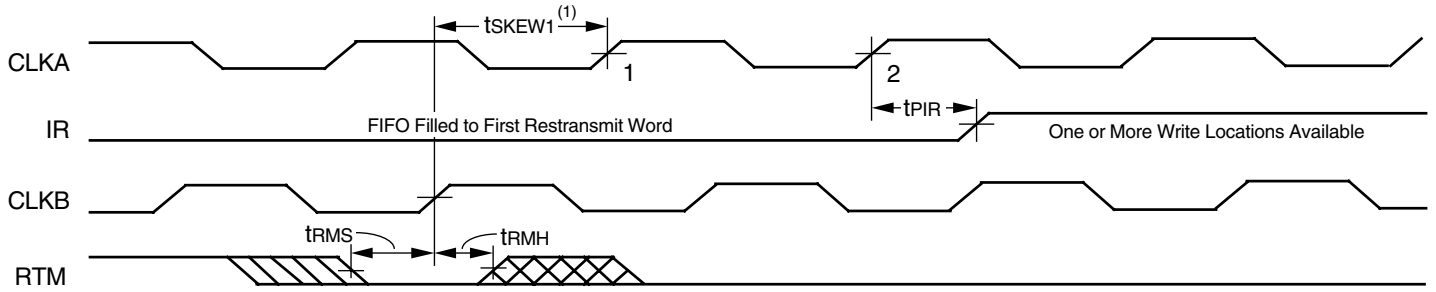 tSKEW1 (1)
CLKA
1
2
tPIR
IR
FIFO Filled to First Restransmit Word
One or More Write Locations Available
CLKB
tRMS
tRMH
RTM